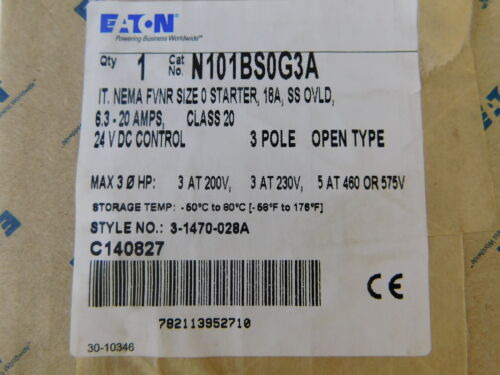 EATON
Powering Business Worldwide™
Qty 1 Cat No. N101BS0G3A
IT. NEMA FVNR SIZE 0 STARTER, 18A, SS OVLD,
6.3 - 20 AMPS, CLASS 20
24 V DC CONTROL 3 POLE OPEN TYPE
MAX 3 Ø HP: 3 AT 200V, 3 AT 230V, 5 AT 460 OR 575V
STORAGE TEMP: -50°C to 80°C [-58°F to 176°F]
STYLE NO.: 3-1470-028A
C140827
CE
782113952710
30-10346